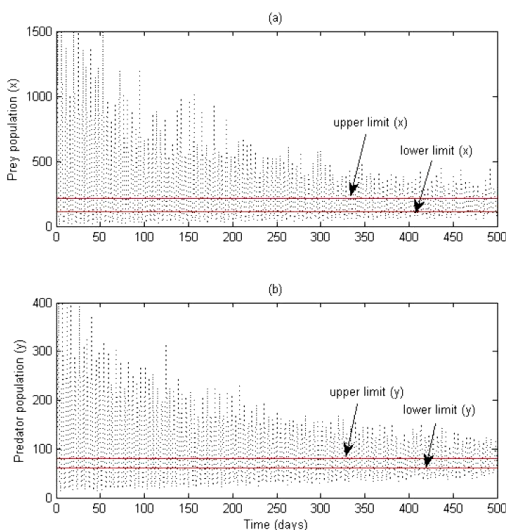 (a)
1500
1000
500
0
Prey population (x)
upper limit (x)
lower limit (x)
0 50 100 150 200 250 300 350 400 450 500
(b)
400
300
200
100
0
Predator population (y)
upper limit (y)
lower limit (y)
0 50 100 150 200 250 300 350 400 450 500
Time (days)